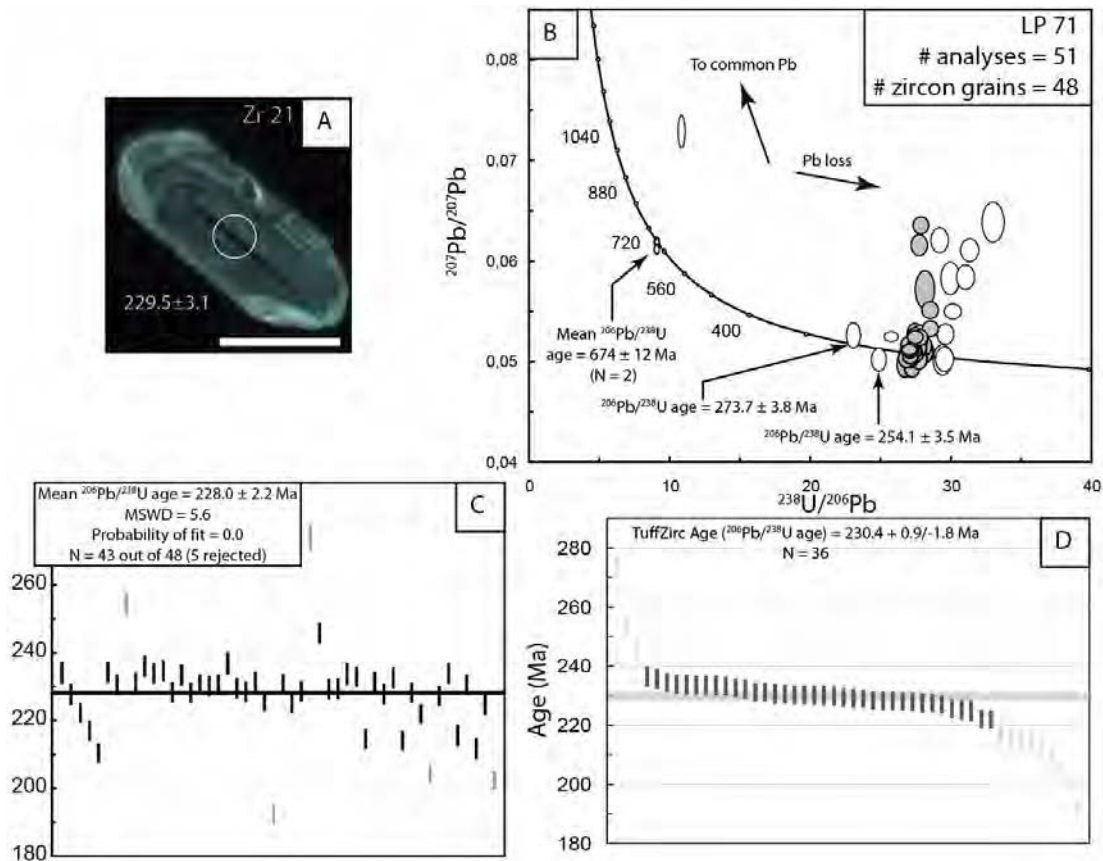 Zr 21
A
229.5±3.1
B
LP 71
# analyses = 51
# zircon grains = 48
²⁰⁷Pb/²⁰⁷Pb
0,08
0,07
0,06
0,05
0,04
To common Pb
Pb loss
1040
880
720
560
400
Mean ²⁰⁶Pb/²³⁸U
age = 674 ± 12 Ma
(N = 2)
²⁰⁶Pb/²³⁸U age = 273.7 ± 3.8 Ma
²⁰⁶Pb/²³⁸U age = 254.1 ± 3.5 Ma
0 10 20 30 40
²³⁸U/²⁰⁶Pb
Mean ²⁰⁶Pb/²³⁸U age = 228.0 ± 2.2 Ma
MSWD = 5.6
Probability of fit = 0.0
N = 43 out of 48 (5 rejected)
C
260
240
220
200
180
TuffZirc Age (²⁰⁶Pb/²³⁸U age) = 230.4 + 0.9/-1.8 Ma
N = 36
D
Age (Ma)
280
260
240
220
200
180